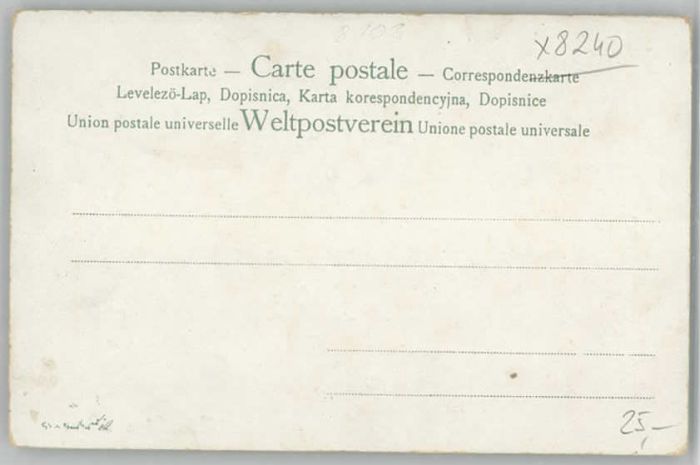 8103
x8240
Postkarte — Carte postale — Correspondenzkarte
Levelező-Lap, Dopisnica, Karta korespondencyjna, Dopisnice
Union postale universelle Weltpostverein Unione postale universale
25,-